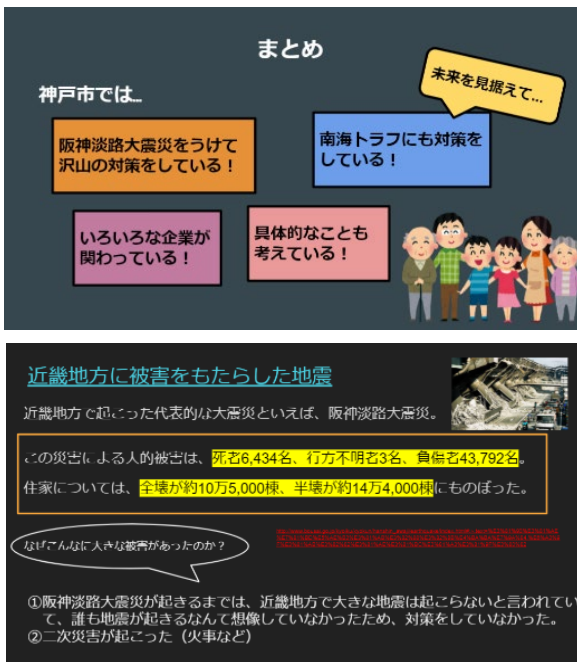 まとめ
未来を見据えて...
神戸市では...
阪神淡路大震災をうけて
沢山の対策をしている！
南海トラフにも対策を
している！
いろいろな企業が
関わっている！
具体的なことも
考えている！
近畿地方に被害をもたらした地震
近畿地方で起こった代表的な大震災といえば、阪神淡路大震災。
この災害による人的被害は、死者6,434名、行方不明者3名、負傷者43,792名。
住家については、全壊が約10万5,000棟、半壊が約14万4,000棟にものぼった。
なぜこんなに大きな被害があったのか？
①阪神淡路大震災が起きるまでは、近畿地方で大きな地震は起こらないと言われてい
て、誰も地震が起きるなんて想像していなかったため、対策をしていなかった。
②二次災害が起こった（火事など）